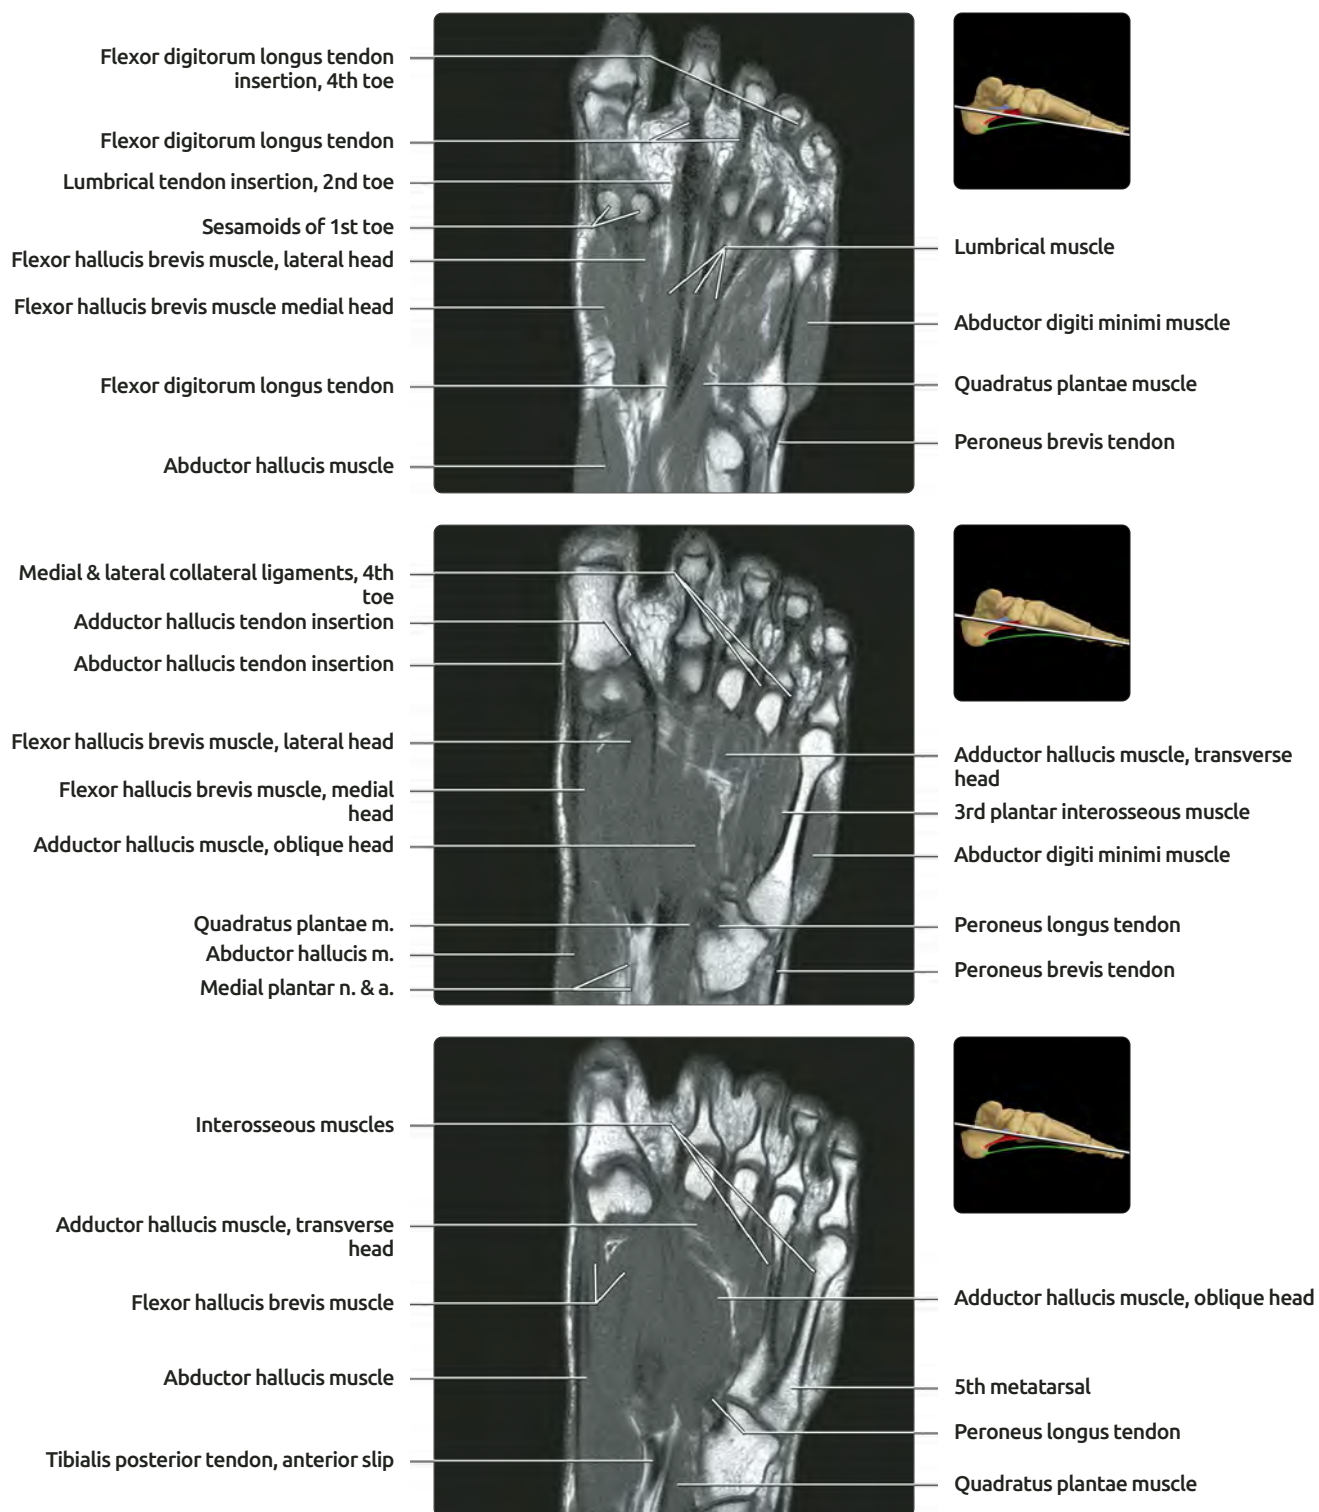 Flexor digitorum longus tendon
insertion, 4th toe
Flexor digitorum longus tendon
Lumbrical tendon insertion, 2nd toe
Sesamoids of 1st toe
Flexor hallucis brevis muscle, lateral head
Flexor hallucis brevis muscle medial head
Flexor digitorum longus tendon
Abductor hallucis muscle
Lumbrical muscle
Abductor digiti minimi muscle
Quadratus plantae muscle
Peroneus brevis tendon
Medial & lateral collateral ligaments, 4th
toe
Adductor hallucis tendon insertion
Abductor hallucis tendon insertion
Flexor hallucis brevis muscle, lateral head
Flexor hallucis brevis muscle, medial
head
Adductor hallucis muscle, oblique head
Quadratus plantae m.
Abductor hallucis m.
Medial plantar n. & a.
Adductor hallucis muscle, transverse
head
3rd plantar interosseous muscle
Abductor digiti minimi muscle
Peroneus longus tendon
Peroneus brevis tendon
Interosseous muscles
Adductor hallucis muscle, transverse
head
Flexor hallucis brevis muscle
Abductor hallucis muscle
Tibialis posterior tendon, anterior slip
Adductor hallucis muscle, oblique head
5th metatarsal
Peroneus longus tendon
Quadratus plantae muscle